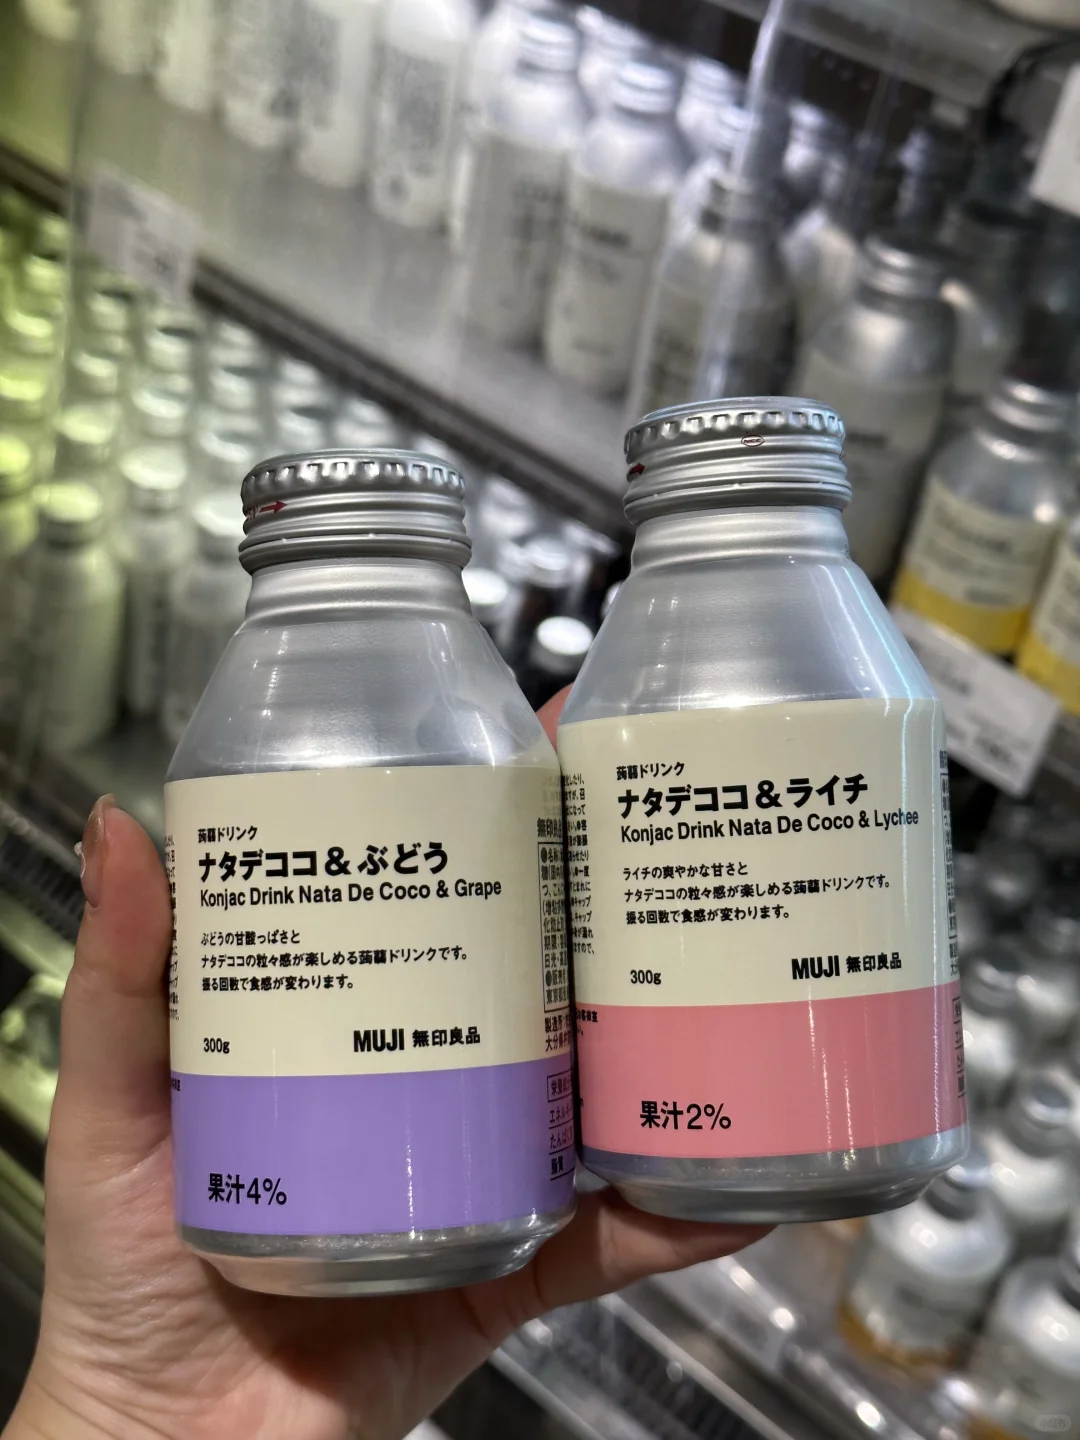 蒟蒻ドリンク
ナタデココ&ぶどう
Konjac Drink Nata De Coco & Grape
ぶどうの甘酸っぱさと
ナタデココの粒々感が楽しめる蒟蒻ドリンクです。
振る回数で食感が変わります。
300g
MUJI 無印良品
果汁4%
蒟蒻ドリンク
ナタデココ&ライチ
Konjac Drink Nata De Coco & Lychee
ライチの爽やかな甘さと
ナタデココの粒々感が楽しめる蒟蒻ドリンクです。
振る回数で食感が変わります。
300g
MUJI 無印良品
果汁2%